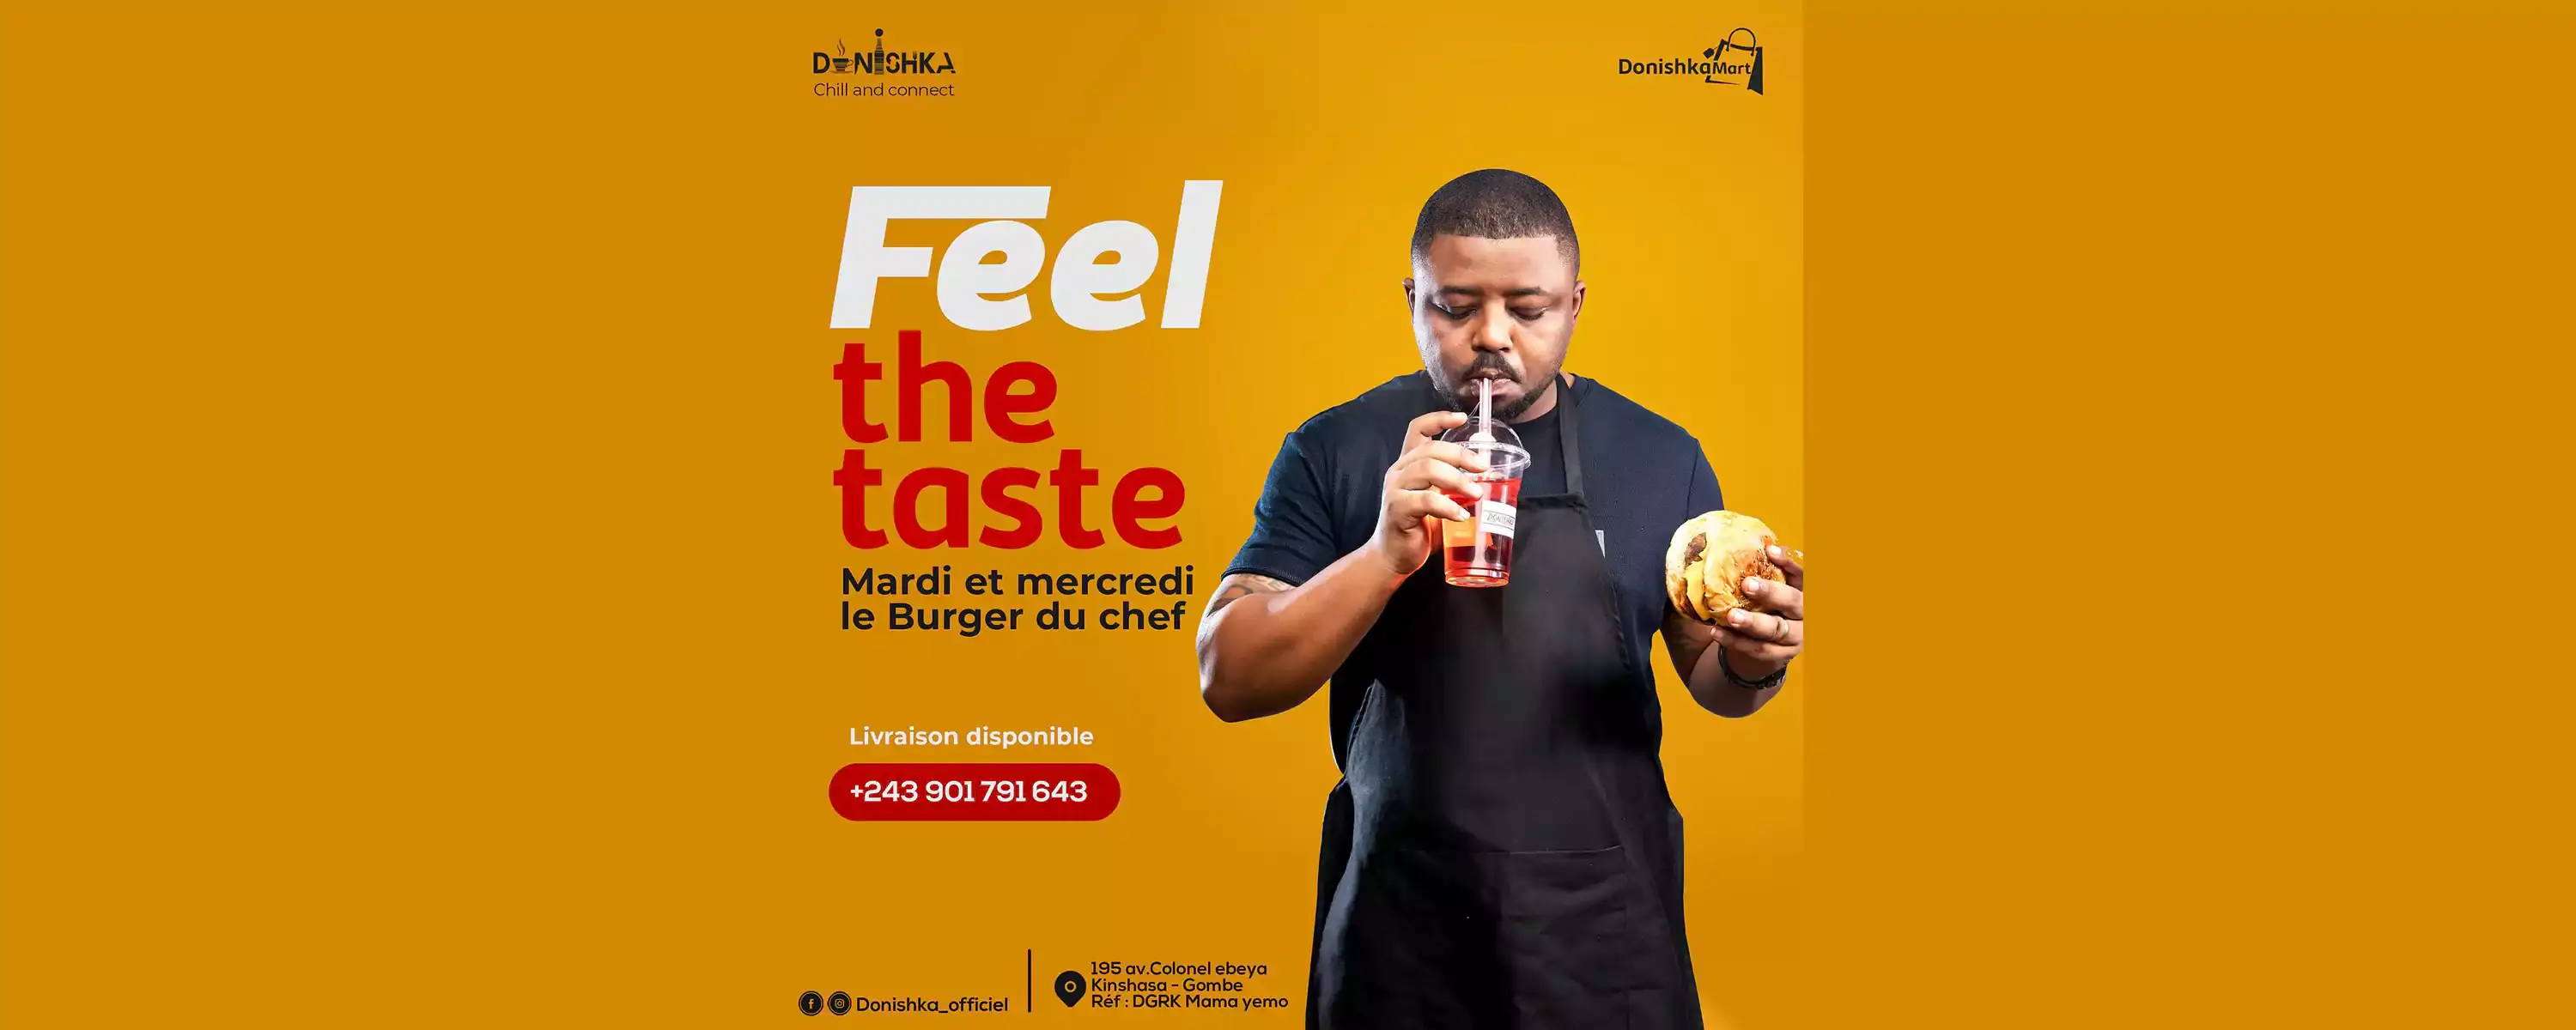 DONISHKA
Chill and connect
DonishkaMart
Feel
the
taste
Mardi et mercredi
le Burger du chef
Livraison disponible
+243 901 791 643
Donishka_officiel
195 av.Colonel ebeya
Kinshasa - Gombe
Réf : DGRK Mama yemo